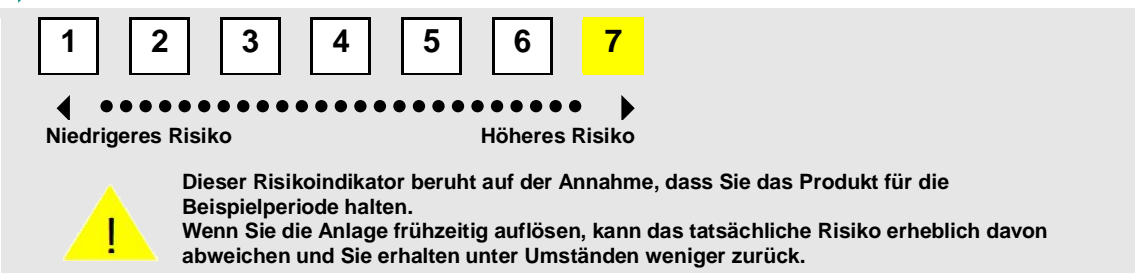 1 2 3 4 5 6 7
Niedrigeres Risiko Höheres Risiko
Dieser Risikoindikator beruht auf der Annahme, dass Sie das Produkt für die
Beispielperiode halten.
Wenn Sie die Anlage frühzeitig auflösen, kann das tatsächliche Risiko erheblich davon
abweichen und Sie erhalten unter Umständen weniger zurück.
!